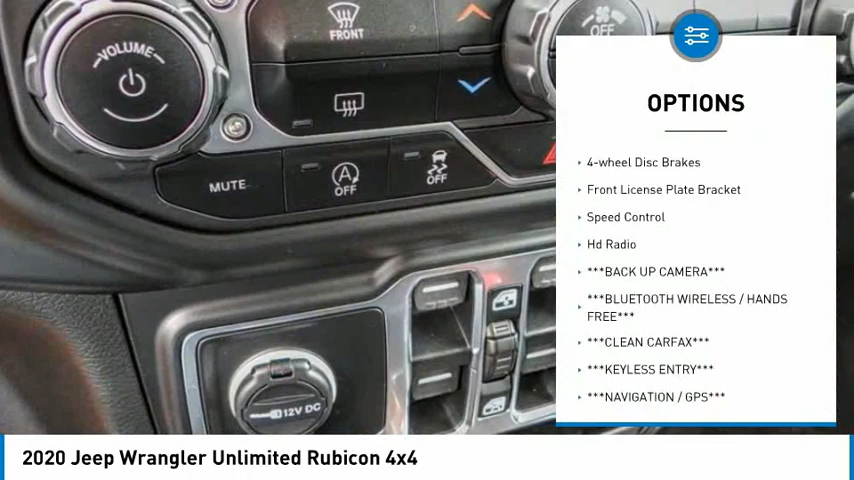 VOLUME
FRONT
OFF
MUTE
OFF
OFF
12V DC
OPTIONS
4-wheel Disc Brakes
Front License Plate Bracket
Speed Control
Hd Radio
***BACK UP CAMERA***
***BLUETOOTH WIRELESS / HANDS
FREE***
***CLEAN CARFAX***
***KEYLESS ENTRY***
***NAVIGATION / GPS***
2020 Jeep Wrangler Unlimited Rubicon 4x4